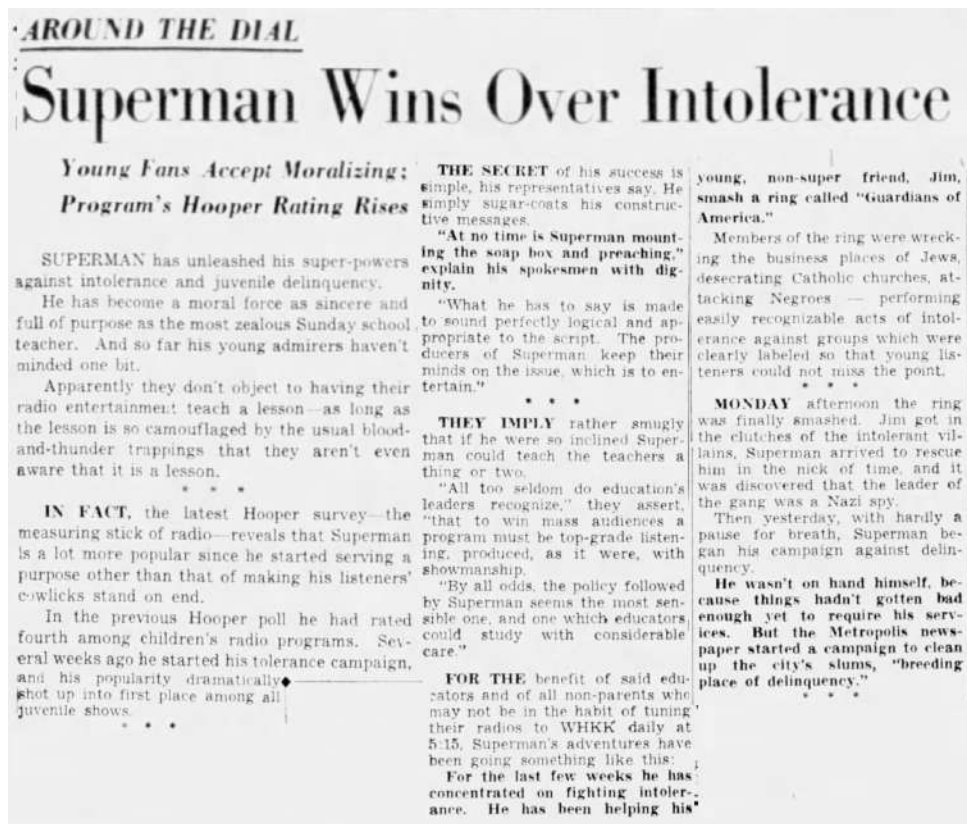 AROUND THE DIAL
Superman Wins Over Intolerance
Young Fans Accept Moralizing;
Program's Hooper Rating Rises
SUPERMAN has unleashed his super-powers
against intolerance and juvenile delinquency.
He has become a moral force as sincere and
full of purpose as the most zealous Sunday school
teacher. And so far his young admirers haven't
minded one bit.
Apparently they don't object to having their
radio entertainment teach a lesson—as long as
the lesson is so camouflaged by the usual blood-
and-thunder trappings that they aren't even
aware that it is a lesson.
* * *
IN FACT, the latest Hooper survey—the
measuring stick of radio—reveals that Superman
is a lot more popular since he started serving a
purpose other than that of making his listeners'
cowlicks stand on end.
In the previous Hooper poll he had rated
fourth among children's radio programs. Sev-
eral weeks ago he started his tolerance campaign,
and his popularity dramatically
shot up into first place among all
juvenile shows.
* * *
THE SECRET of his success is
simple, his representatives say. He
simply sugar-coats his construc-
tive messages.
"At no time is Superman mount-
ing the soap box and preaching,"
explain his spokesmen with dig-
nity.
"What he has to say is made
to sound perfectly logical and ap-
propriate to the script. The pro-
ducers of Superman keep their
minds on the issue, which is to en-
tertain."
* * *
THEY IMPLY rather smugly
that if he were so inclined Super-
man could teach the teachers a
thing or two.
"All too seldom do education's
leaders recognize," they assert,
"that to win mass audiences a
program must be top-grade listen-
ing, produced, as it were, with
showmanship.
"By all odds, the policy followed
by Superman seems the most sen-
sible one, and one which educators
could study with considerable
care."
FOR THE benefit of said edu-
cators and of all non-parents who
may not be in the habit of tuning
their radios to WHKK daily at
5:15, Superman's adventures have
been going something like this:
For the last few weeks he has
concentrated on fighting intoler-
ance. He has been helping his
young, non-super friend, Jim,
smash a ring called "Guardians of
America."
Members of the ring were wreck-
ing the business places of Jews,
desecrating Catholic churches, at-
tacking Negroes — performing
easily recognizable acts of intol-
erance against groups which were
clearly labeled so that young lis-
teners could not miss the point.
* * *
MONDAY afternoon the ring
was finally smashed. Jim got in
the clutches of the intolerant vil-
lains, Superman arrived to rescue
him in the nick of time, and it
was discovered that the leader of
the gang was a Nazi spy.
Then yesterday, with hardly a
pause for breath, Superman be-
gan his campaign against delin-
quency.
He wasn't on hand himself, be-
cause things hadn't gotten bad
enough yet to require his serv-
ices. But the Metropolis news-
paper started a campaign to clean
up the city's slums, "breeding
place of delinquency."
* * *